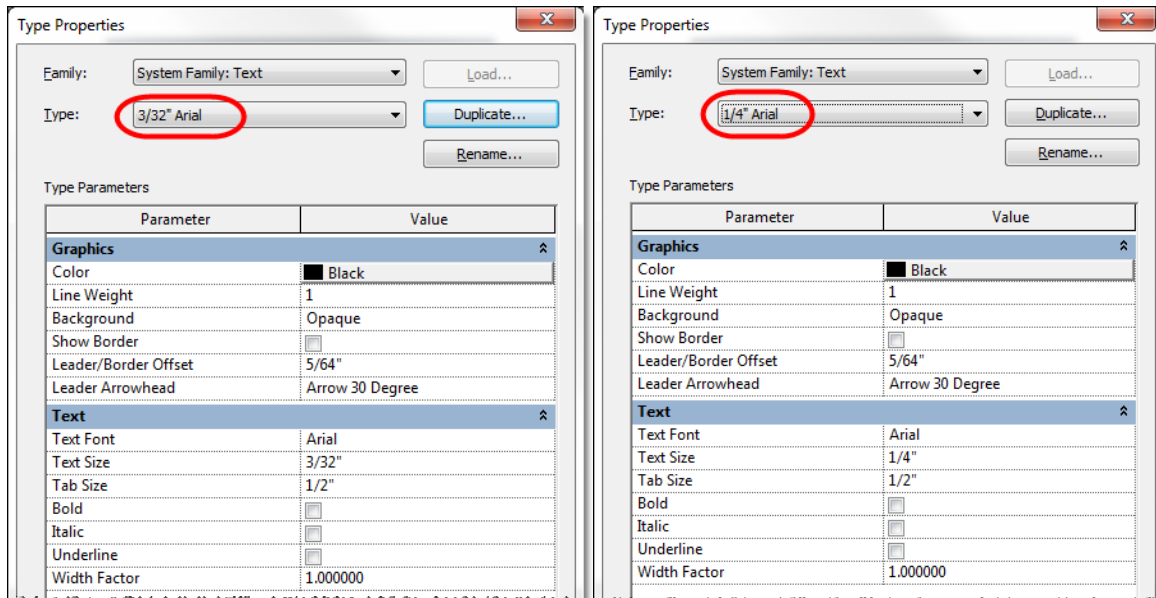 Type Properties
Family: System Family: Text Load...
Type: 3/32" Arial Duplicate...
Rename...
Type Parameters
Parameter Value
Graphics
Color Black
Line Weight 1
Background Opaque
Show Border
Leader/Border Offset 5/64"
Leader Arrowhead Arrow 30 Degree
Text
Text Font Arial
Text Size 3/32"
Tab Size 1/2"
Bold
Italic
Underline
Width Factor 1.000000
Type Properties
Family: System Family: Text Load...
Type: 1/4" Arial Duplicate...
Rename...
Type Parameters
Parameter Value
Graphics
Color Black
Line Weight 1
Background Opaque
Show Border
Leader/Border Offset 5/64"
Leader Arrowhead Arrow 30 Degree
Text
Text Font Arial
Text Size 1/4"
Tab Size 1/2"
Bold
Italic
Underline
Width Factor 1.000000